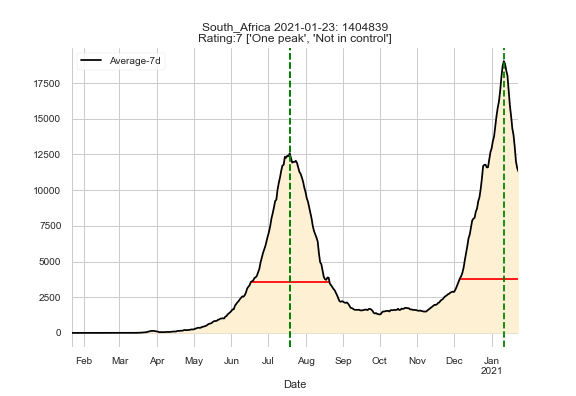 South_Africa 2021-01-23: 1404839
Rating:7 ['One peak', 'Not in control']
Average-7d
17500
15000
12500
10000
7500
5000
2500
0
Feb Mar Apr May Jun Jul Aug Sep Oct Nov Dec Jan
2021
Date